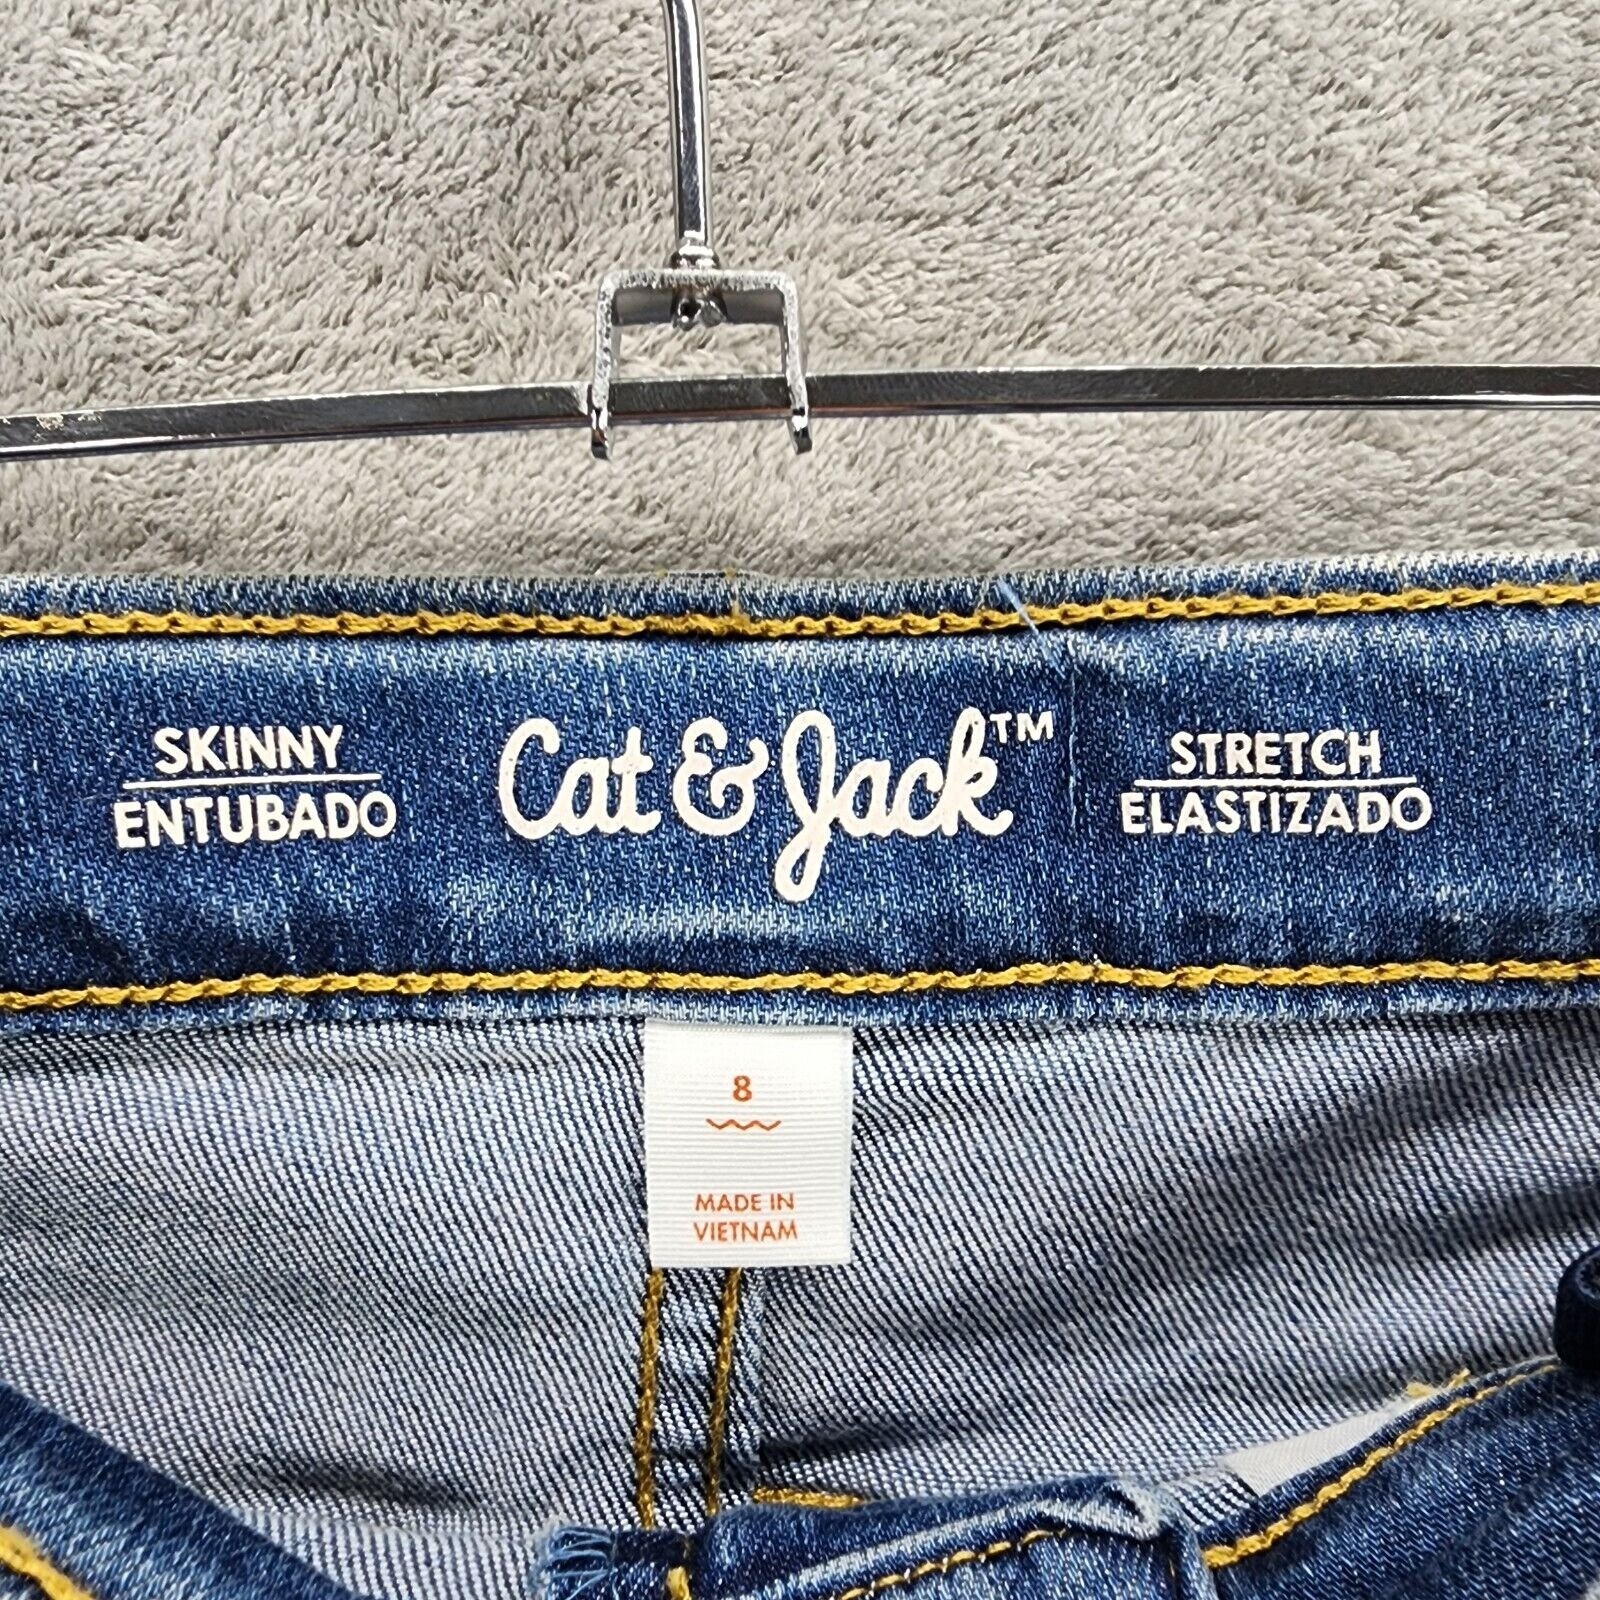 SKINNY
ENTUBADO
Cat & Jack™
STRETCH
ELASTIZADO
8
MADE IN
VIETNAM